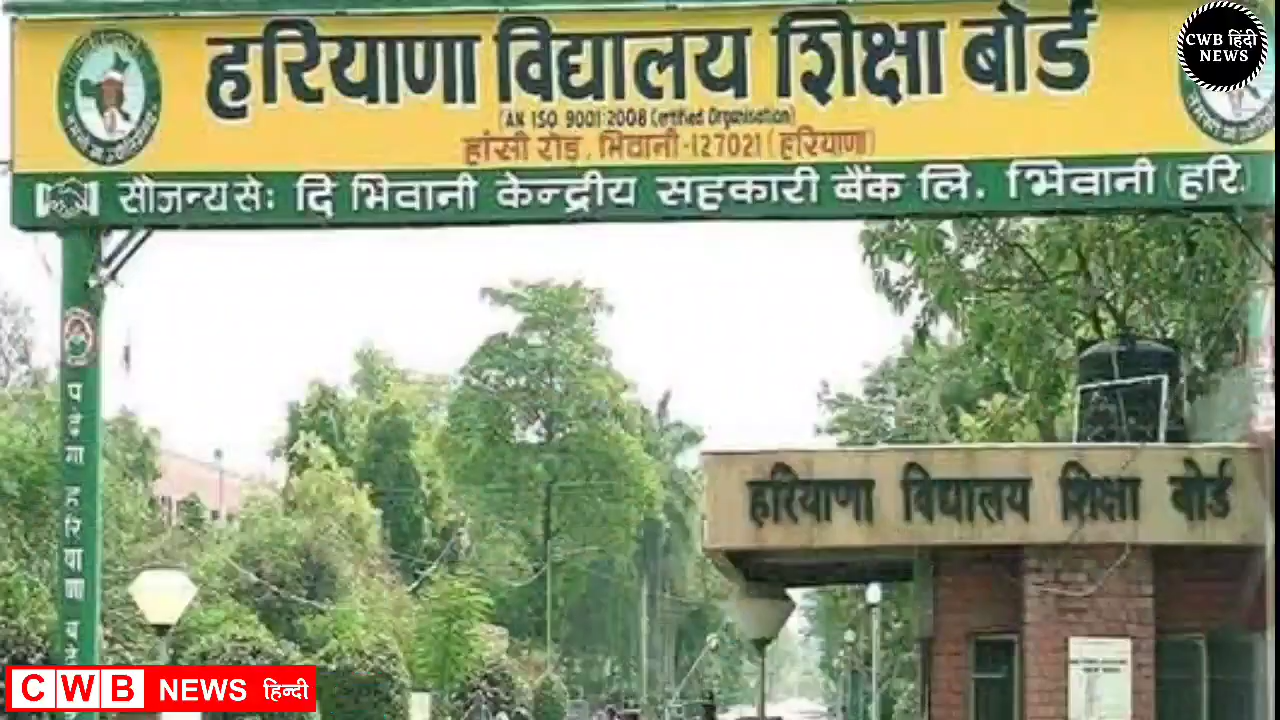 हरियाणा विद्यालय शिक्षा बोर्ड
(AN ISO 9001:2008 Certified Organisation)
हांसी रोड़, भिवानी-127021 (हरियाणा)
सौजन्य से: दि भिवानी केन्द्रीय सहकारी बैंक लि. भिवानी (हरि.)
CWB हिंदी
NEWS
हरियाणा विद्यालय शिक्षा बोर्ड
हरियाणा
CWB NEWS हिन्दी